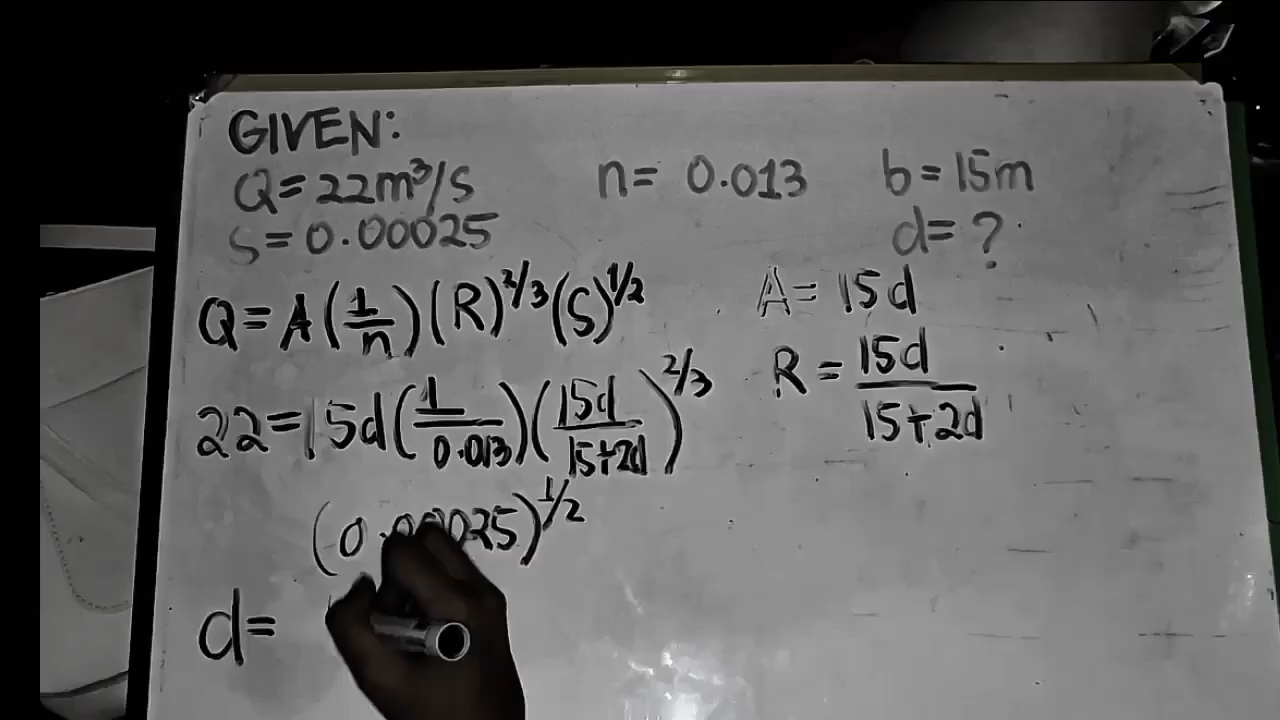 GIVEN:
Q = 22m³/s n = 0.013 b = 15m
S = 0.00025 d = ?
Q = A (1/n) (R)^2/3 (S)^1/2 A = 15d
R = 15d/15+2d
22 = 15d (1/0.013) (15d/15+2d)^2/3
(0.00025)^1/2
d =